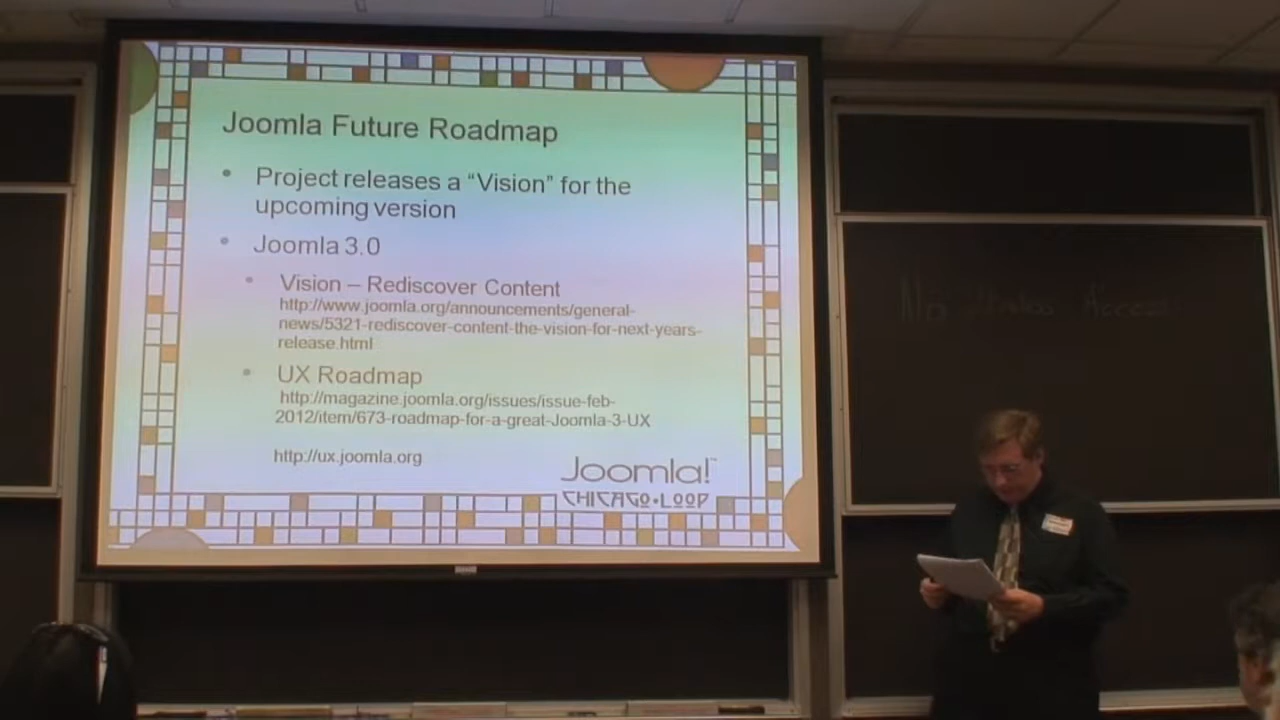 Joomla Future Roadmap
• Project releases a “Vision” for the
upcoming version
• Joomla 3.0
• Vision – Rediscover Content
http://www.joomla.org/announcements/general-
news/5321-rediscover-content-the-vision-for-next-years-
release.html
• UX Roadmap
http://magazine.joomla.org/issues/issue-feb-
2012/item/673-roadmap-for-a-great-Joomla-3-UX
http://ux.joomla.org
Joomla!™
CHICAGO•LOOP
No Access